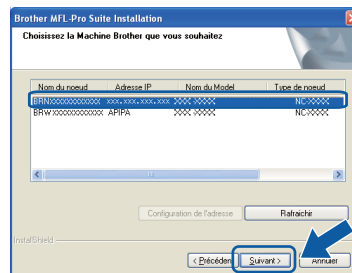 Brother MFL-Pro Suite Installation
Choisissez la Machine Brother que vous souhaitez
Nom du noeud Adresse IP Nom du Model Type de noeud
BRNXXXXXXXXXXXX xxx.xxx.xxx.xxx XXX-XXXX NC-XXXX
BRWXXXXXXXXXXXX APIPA XXX-XXXX NC-XXXX
Configuration de l'adresse Rafraichir
InstallShield
< Précédent Suivant > Annuler